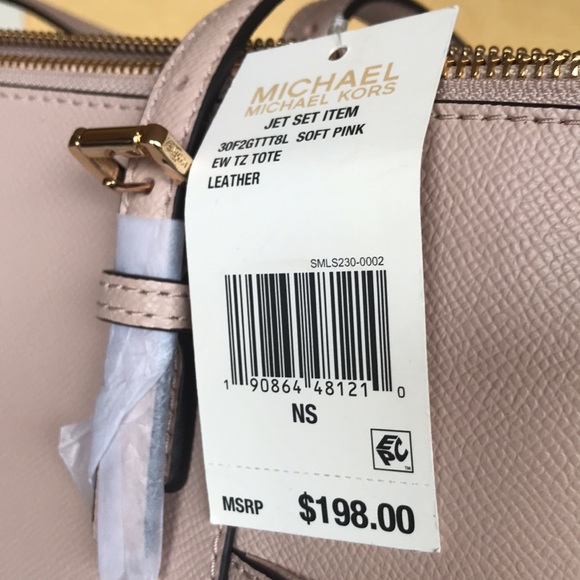 MICHAEL
MICHAEL KORS
JET SET ITEM
30F2GTTT8L SOFT PINK
EW TZ TOTE
LEATHER
SMLS230-0002
1 90864 48121 0
NS
EPC
MSRP $198.00